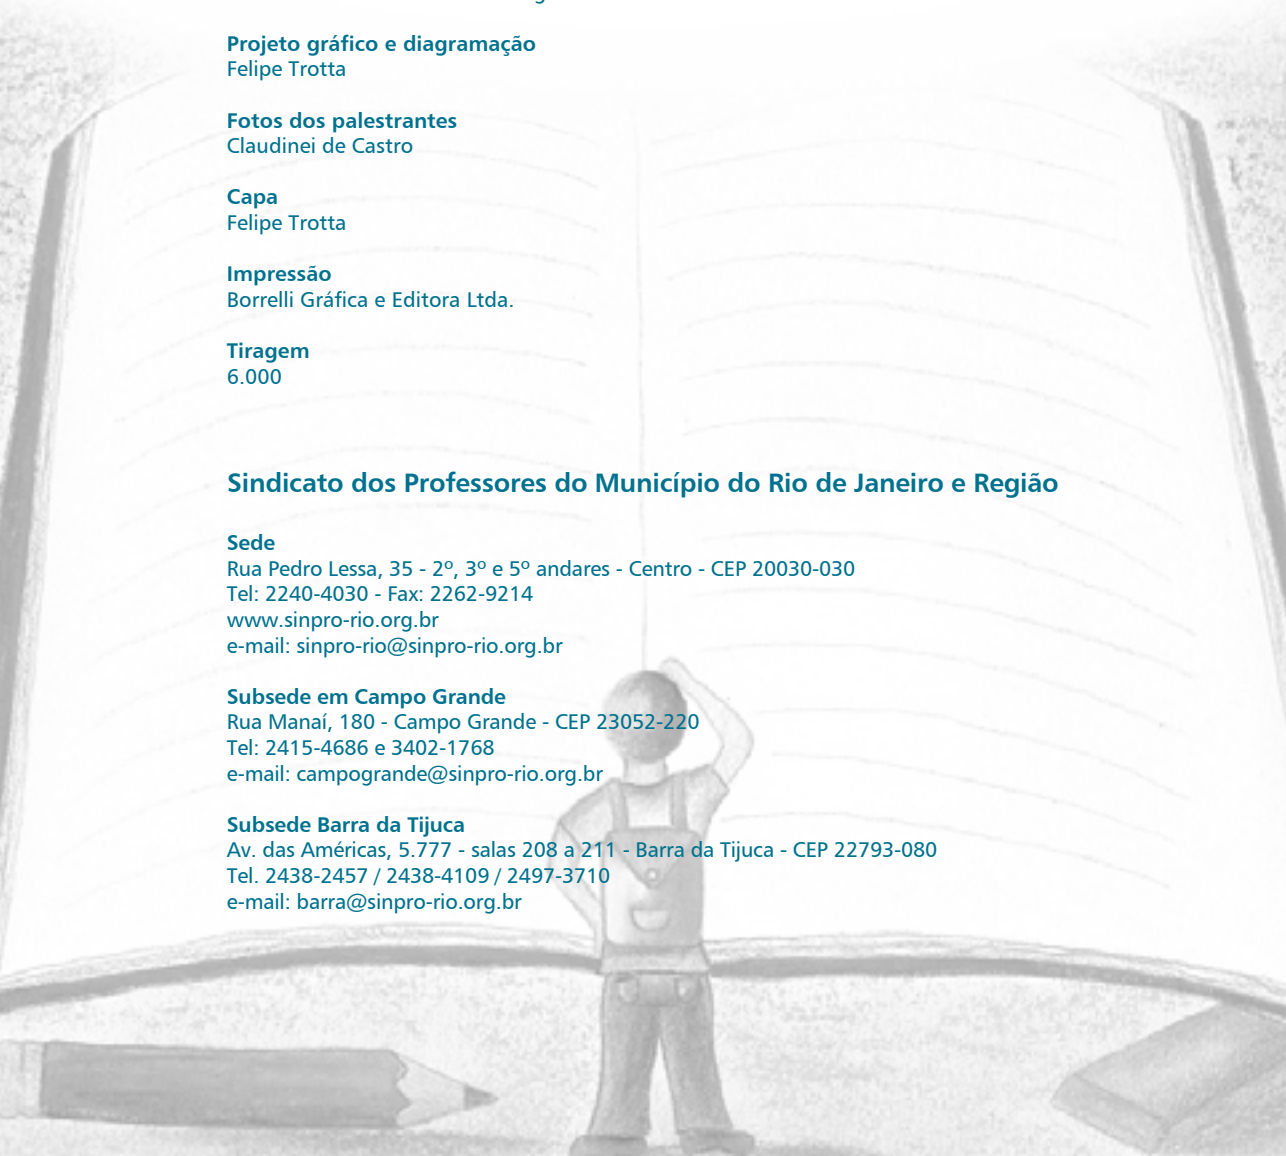 Projeto gráfico e diagramação
Felipe Trotta
Fotos dos palestrantes
Claudinei de Castro
Capa
Felipe Trotta
Impressão
Borrelli Gráfica e Editora Ltda.
Tiragem
6.000
Sindicato dos Professores do Município do Rio de Janeiro e Região
Sede
Rua Pedro Lessa, 35 - 2º, 3º e 5º andares - Centro - CEP 20030-030
Tel: 2240-4030 - Fax: 2262-9214
www.sinpro-rio.org.br
e-mail: sinpro-rio@sinpro-rio.org.br
Subsede em Campo Grande
Rua Manaí, 180 - Campo Grande - CEP 23052-220
Tel: 2415-4686 e 3402-1768
e-mail: campogrande@sinpro-rio.org.br
Subsede Barra da Tijuca
Av. das Américas, 5.777 - salas 208 a 211 - Barra da Tijuca - CEP 22793-080
Tel. 2438-2457 / 2438-4109 / 2497-3710
e-mail: barra@sinpro-rio.org.br